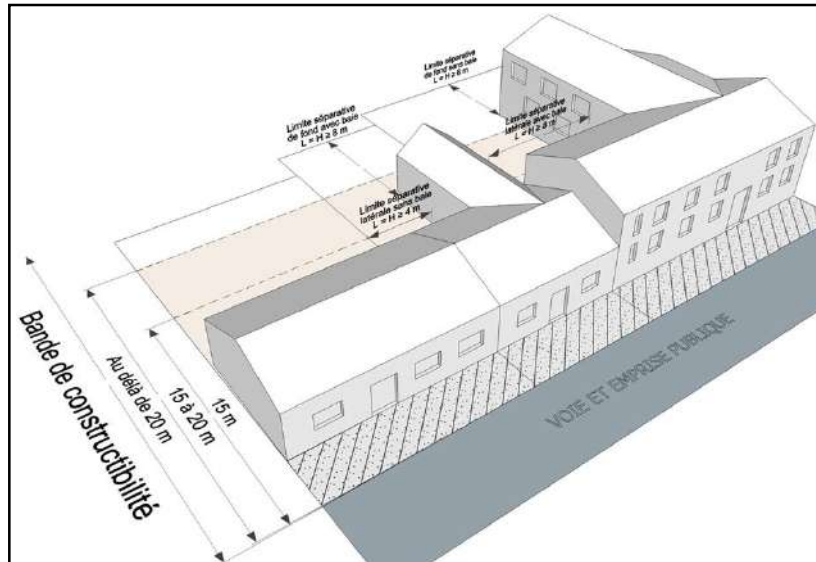 Limite séparative
de fond sans baie
L = H ≥ 6 m
Limite séparative
de fond avec baie
L = H ≥ 8 m
Limite séparative
latérale avec baie
L = H ≥ 8 m
Limite séparative
latérale sans baie
L = H ≥ 4 m
Bande de constructibilité
Au délà de 20 m
15 à 20 m
15 m
VOIE ET EMPRISE PUBLIQUE